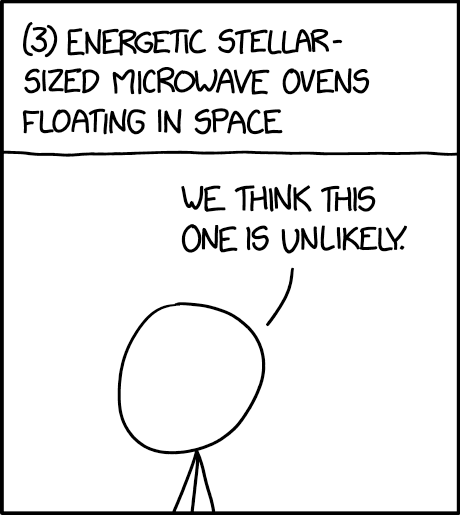 (3) ENERGETIC STELLAR-
SIZED MICROWAVE OVENS
FLOATING IN SPACE
WE THINK THIS
ONE IS UNLIKELY.